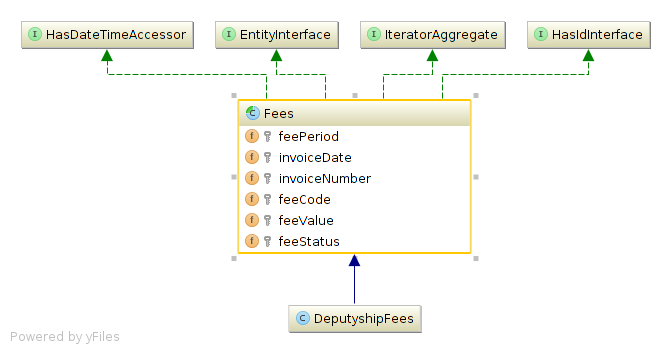 I HasDateTimeAccessor
I EntityInterface
I IteratorAggregate
I HasIdInterface
C Fees
f feePeriod
f invoiceDate
f invoiceNumber
f feeCode
f feeValue
f feeStatus
C DeputyshipFees
Powered by yFiles